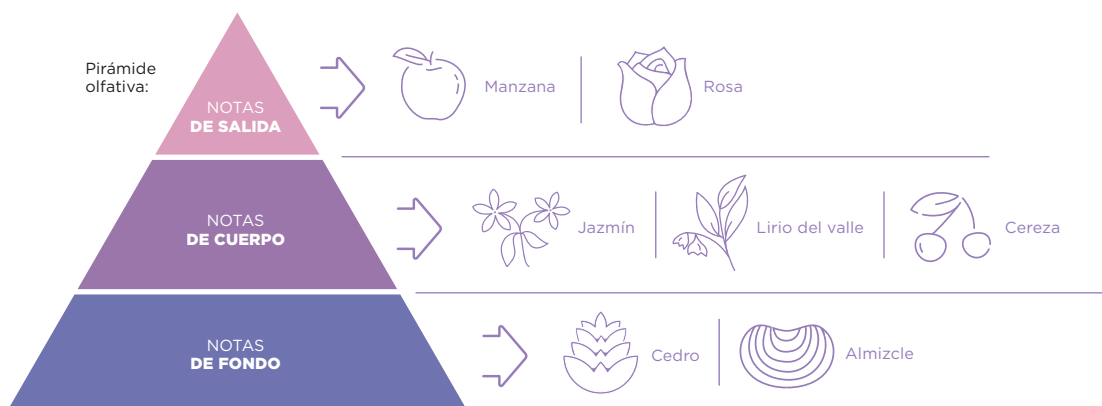 Pirámide
olfativa:
NOTAS
DE SALIDA
Manzana
Rosa
NOTAS
DE CUERPO
Jazmín
Lirio del valle
Cereza
NOTAS
DE FONDO
Cedro
Almizcle